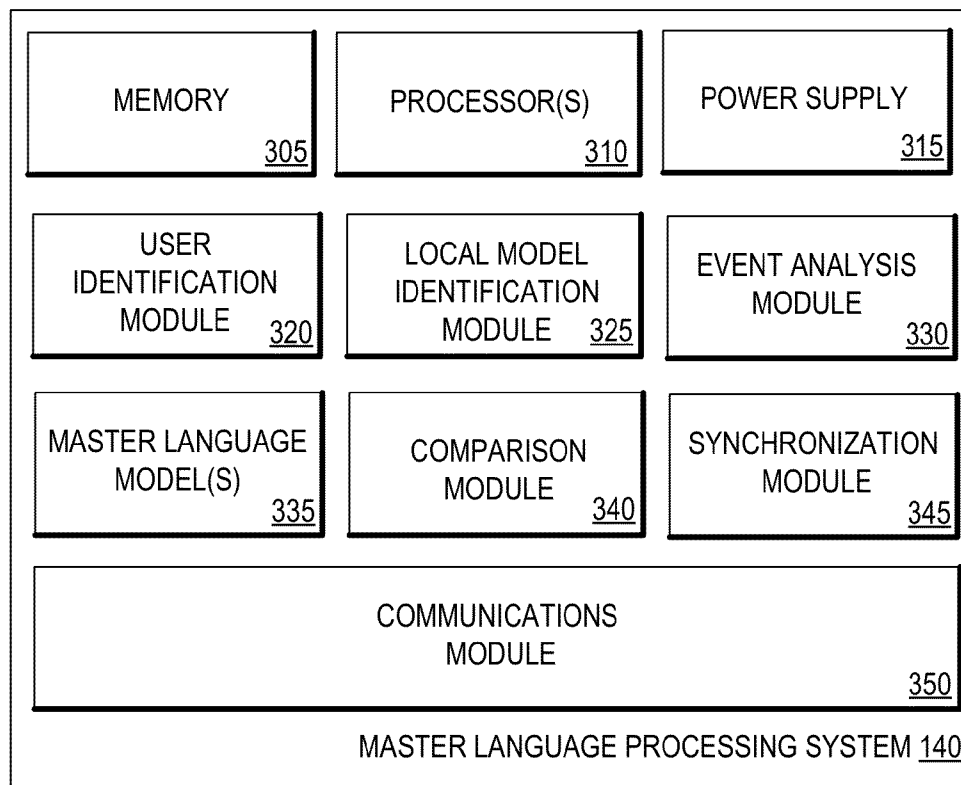 MEMORY
305
PROCESSOR(S)
310
POWER SUPPLY
315
USER
IDENTIFICATION
MODULE
320
LOCAL MODEL
IDENTIFICATION
MODULE
325
EVENT ANALYSIS
MODULE
330
MASTER LANGUAGE
MODEL(S)
335
COMPARISON
MODULE
340
SYNCHRONIZATION
MODULE
345
COMMUNICATIONS
MODULE
350
MASTER LANGUAGE PROCESSING SYSTEM 140